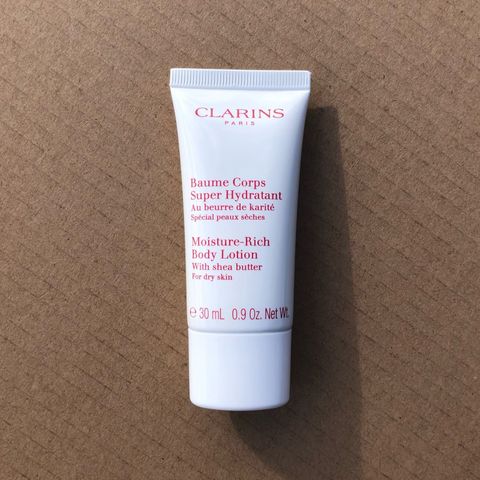 CLARINS
PARIS
Baume Corps
Super Hydratant
Au beurre de karité
Spécial peaux sèches
Moisture-Rich
Body Lotion
With shea butter
For dry skin
℮ 30 mL 0.9 Oz. Net Wt.